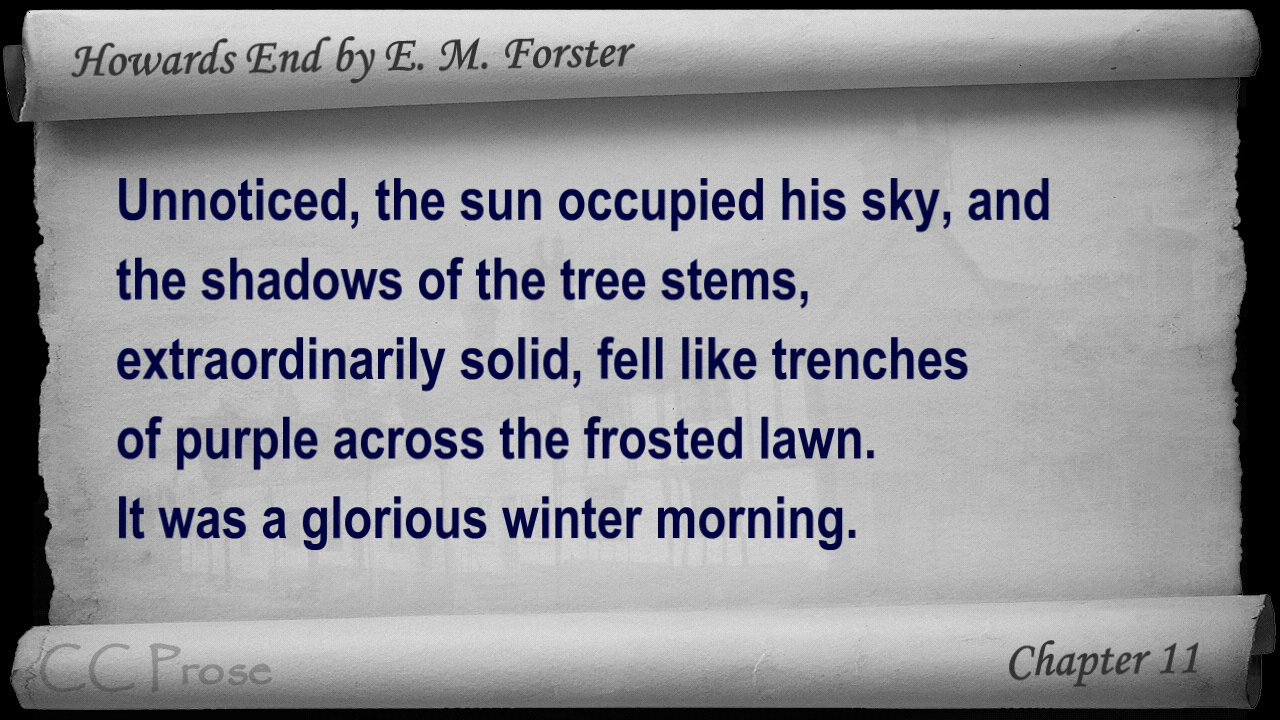 Howards End by E. M. Forster
Unnoticed, the sun occupied his sky, and
the shadows of the tree stems,
extraordinarily solid, fell like trenches
of purple across the frosted lawn.
It was a glorious winter morning.
CC Prose
Chapter 11